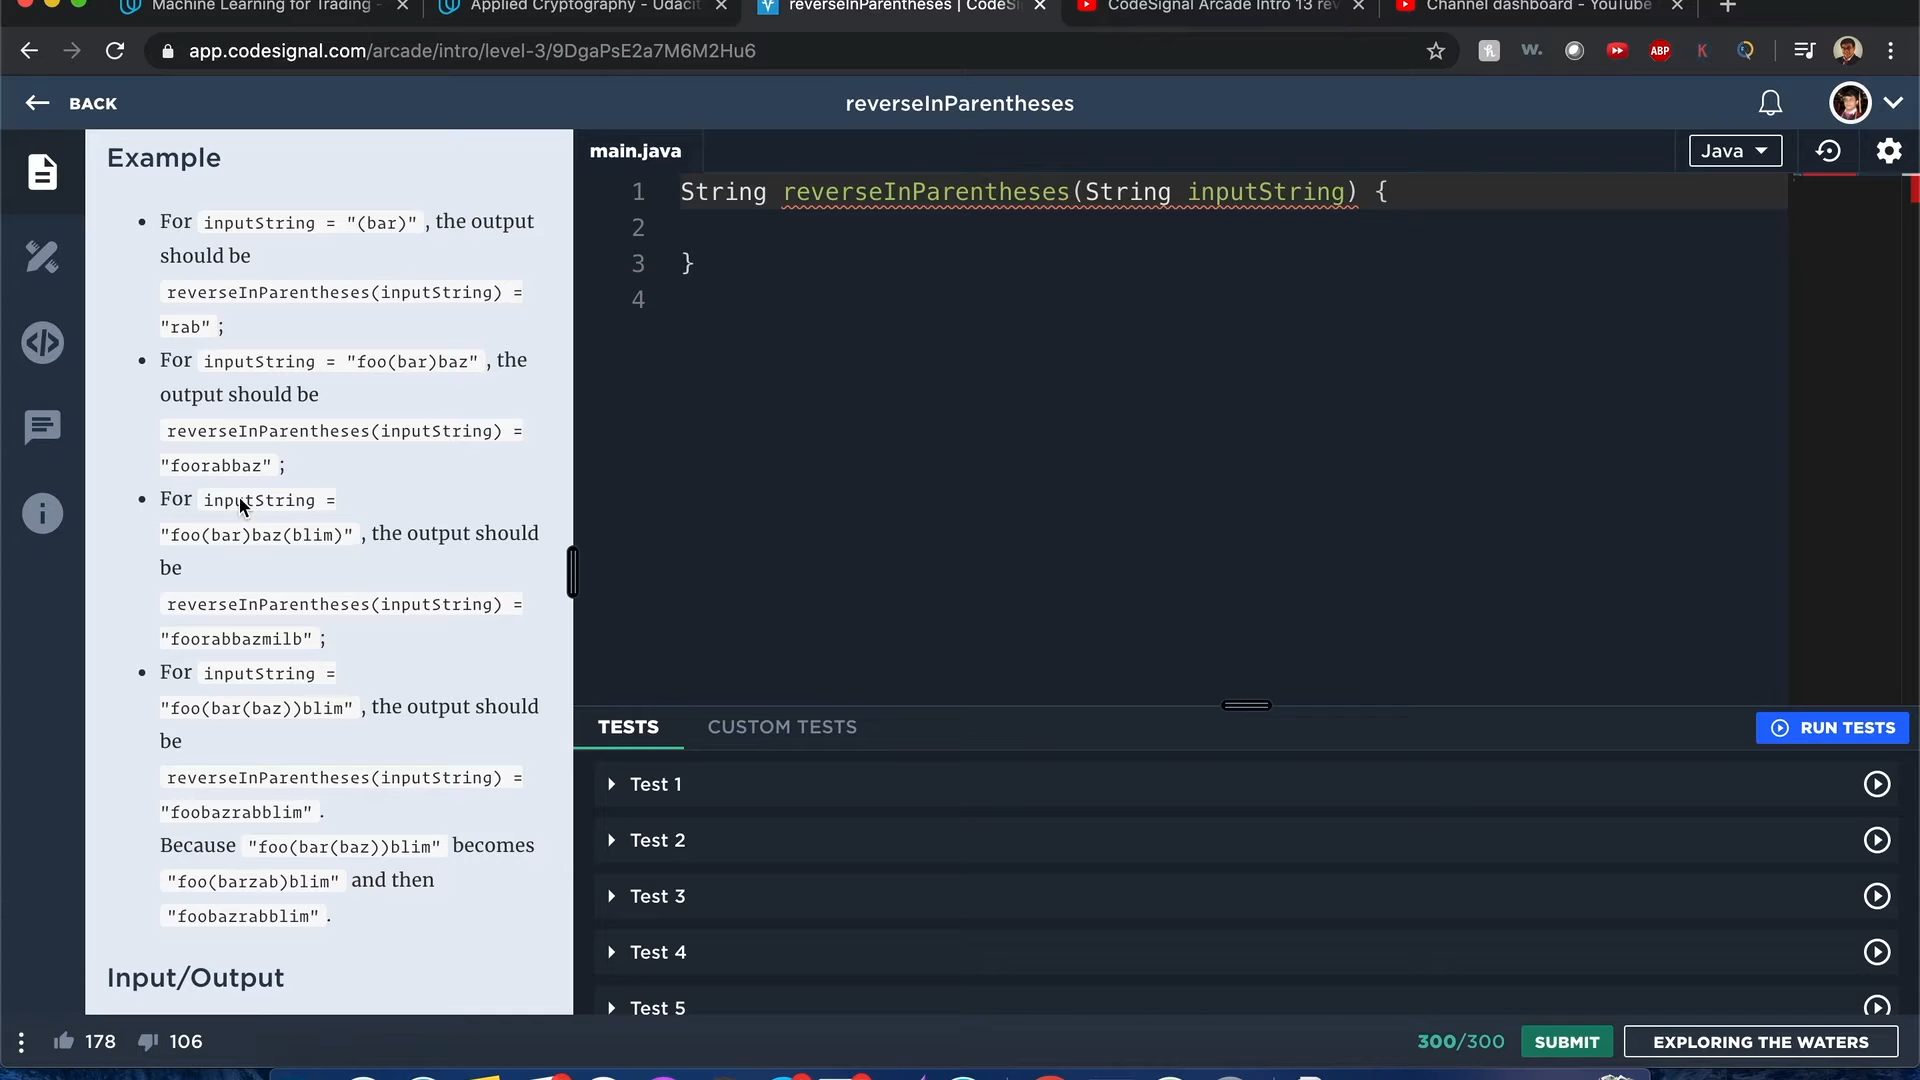 Machine Learning for Trading -
Applied Cryptography - Udacit
reverseInParentheses | CodeSi
CodeSignal Arcade Intro 13 rev
Channel dashboard - YouTube
app.codesignal.com/arcade/intro/level-3/9DgaPsE2a7M6M2Hu6
ABP
BACK
reverseInParentheses
Example
• For inputString = "(bar)", the output
should be
reverseInParentheses(inputString) =
"rab";
• For inputString = "foo(bar)baz", the
output should be
reverseInParentheses(inputString) =
"foorabbaz";
• For inputString =
"foo(bar)baz(blim)", the output should
be
reverseInParentheses(inputString) =
"foorabbazmilb";
• For inputString =
"foo(bar(baz))blim", the output should
be
reverseInParentheses(inputString) =
"foobazrabblim".
Because "foo(bar(baz))blim" becomes
"foo(barzab)blim" and then
"foobazrabblim".
Input/Output
main.java
Java
1 String reverseInParentheses(String inputString) {
2
3 }
4
TESTS CUSTOM TESTS
RUN TESTS
Test 1
Test 2
Test 3
Test 4
Test 5
178 106
300/300
SUBMIT
EXPLORING THE WATERS